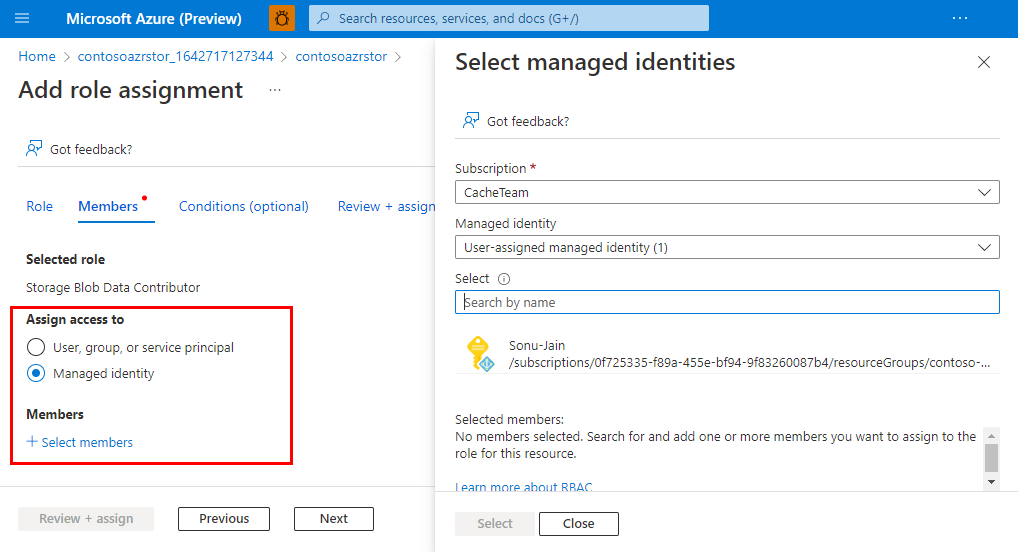 Microsoft Azure (Preview)
Search resources, services, and docs (G+/)
Home > contosoazrstor_1642717127344 > contosoazrstor >
Add role assignment ...
Got feedback?
Role Members Conditions (optional) Review + assign
Selected role
Storage Blob Data Contributor
Assign access to
User, group, or service principal
Managed identity
Members
+ Select members
Review + assign Previous Next
Select managed identities
Got feedback?
Subscription *
CacheTeam
Managed identity
User-assigned managed identity (1)
Select
Search by name
Sonu-Jain
/subscriptions/0f725335-f89a-455e-bf94-9f83260087b4/resourceGroups/contoso-...
Selected members:
No members selected. Search for and add one or more members you want to assign to the
role for this resource.
Learn more about RBAC
Select Close